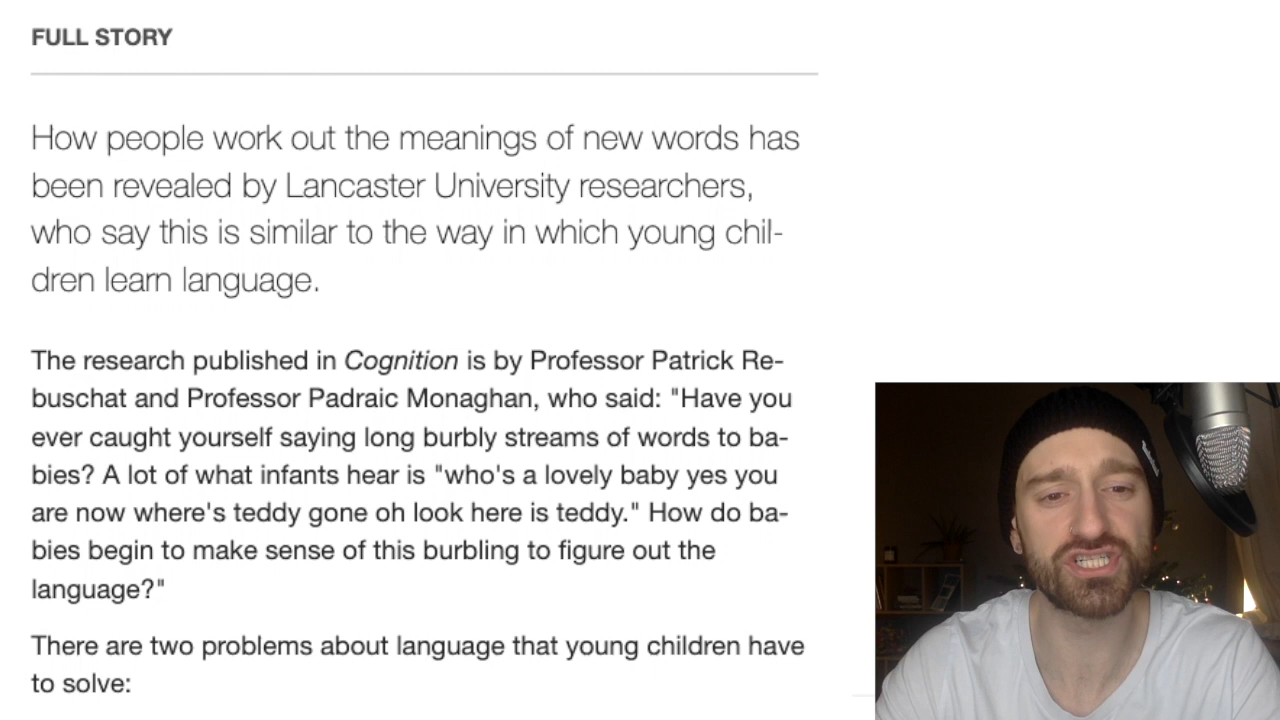 FULL STORY
How people work out the meanings of new words has
been revealed by Lancaster University researchers,
who say this is similar to the way in which young chil-
dren learn language.
The research published in Cognition is by Professor Patrick Re-
buschat and Professor Padraic Monaghan, who said: "Have you
ever caught yourself saying long burbly streams of words to ba-
bies? A lot of what infants hear is "who's a lovely baby yes you
are now where's teddy gone oh look here is teddy." How do ba-
bies begin to make sense of this burbling to figure out the
language?"
There are two problems about language that young children have
to solve: